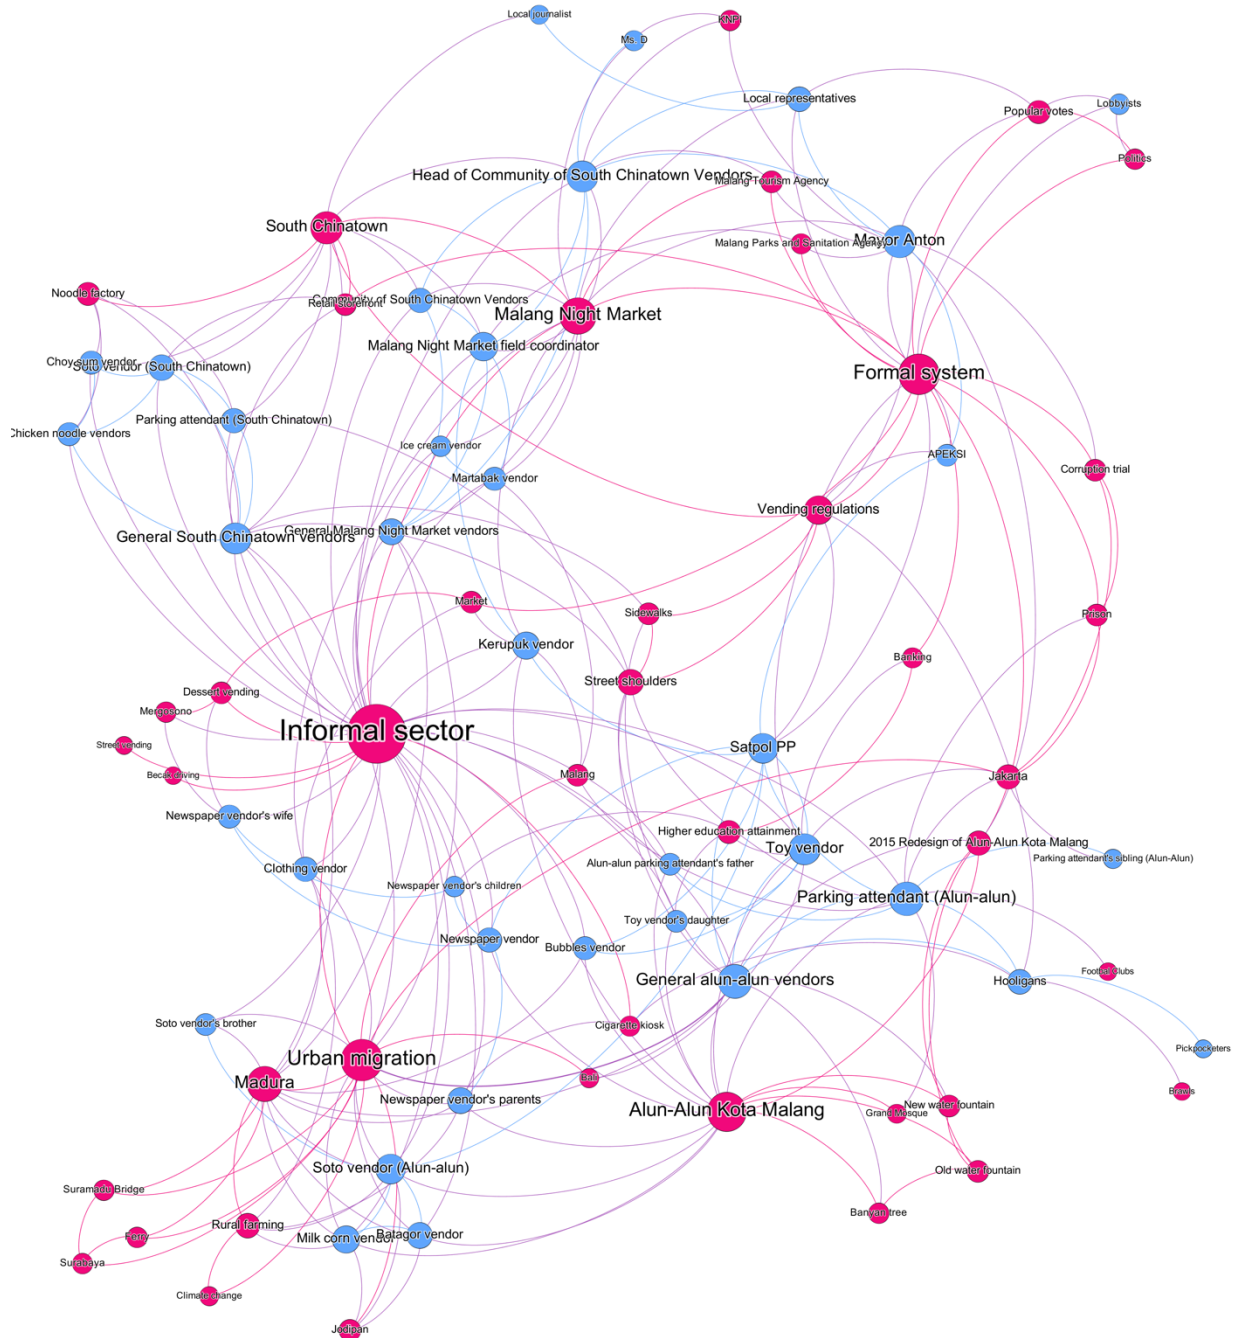 Local journalist
KNPI
Ms. D
Local representatives
Popular votes
Lobbyists
Politics
Head of Community of South Chinatown Vendors
Malang Tourism Agency
South Chinatown
Malang Parks and Sanitation Agency
Mayor Anton
Noodle factory
Community of South Chinatown Vendors
Retail storefront
Malang Night Market
Malang Night Market field coordinator
Choy sum vendor
Soto vendor (South Chinatown)
Formal system
Parking attendant (South Chinatown)
Chicken noodle vendors
Ice cream vendor
APEKSI
Martabak vendor
Corruption trial
Vending regulations
General South Chinatown vendors
General Malang Night Market vendors
Market
Sidewalks
Prison
Kerupuk vendor
Banking
Street shoulders
Dessert vending
Mergosono
Informal sector
Street vending
Satpol PP
Becak driving
Malang
Jakarta
Newspaper vendor's wife
Higher education attainment
2015 Redesign of Alun-Alun Kota Malang
Toy vendor
Alun-alun parking attendant's father
Parking attendant's sibling (Alun-Alun)
Clothing vendor
Newspaper vendor's children
Parking attendant (Alun-alun)
Toy vendor's daughter
Newspaper vendor
Bubbles vendor
General alun-alun vendors
Football Clubs
Hooligans
Soto vendor's brother
Cigarette kiosk
Pickpocketers
Urban migration
Madura
Bali
Brawls
Newspaper vendor's parents
Alun-Alun Kota Malang
Grand Mosque
New water fountain
Soto vendor (Alun-alun)
Old water fountain
Suramadu Bridge
Banyan tree
Rural farming
Ferry
Milk corn vendor
Batagor vendor
Surabaya
Climate change
Jodipan